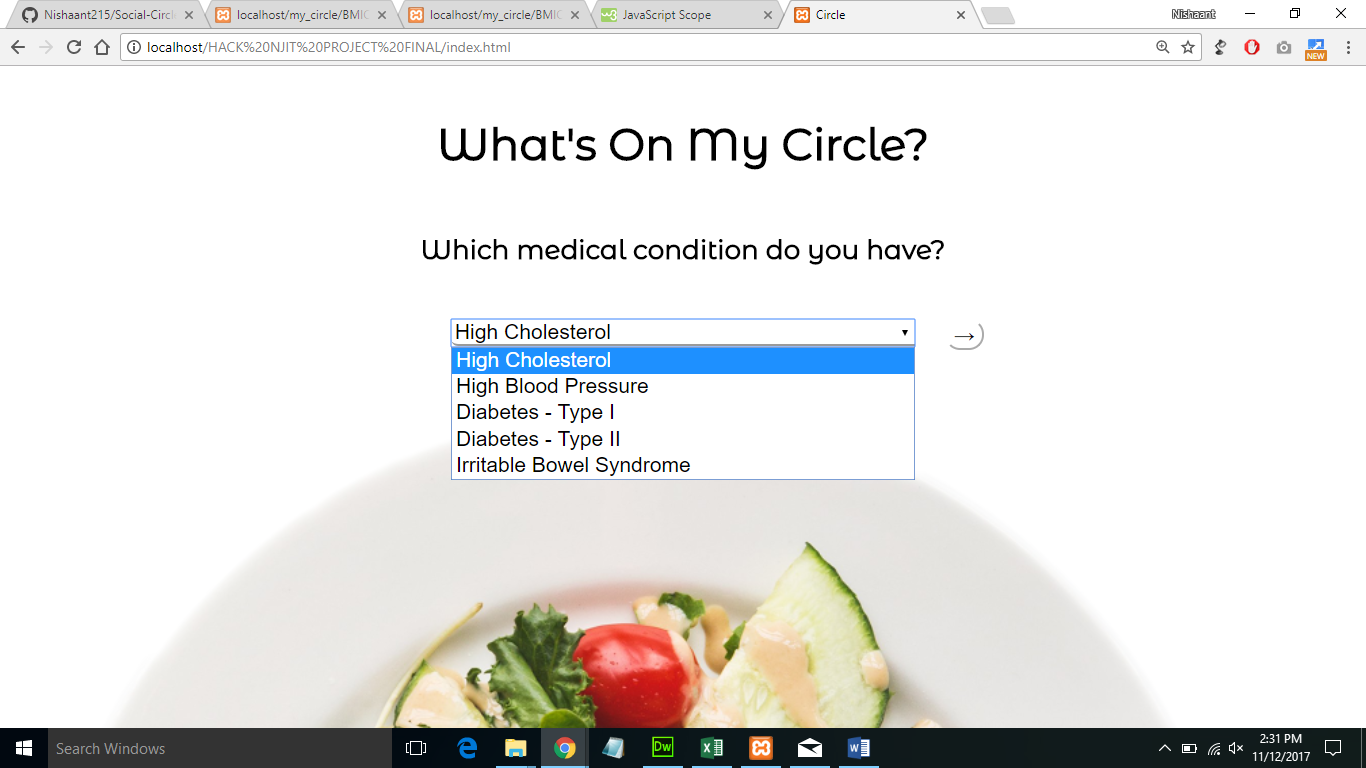 Nishaant215/Social-Circl
localhost/my_circle/BMIC
localhost/my_circle/BMIC
JavaScript Scope
Circle
Nishaant
localhost/HACK%20NJIT%20PROJECT%20FINAL/index.html
NEW
What's On My Circle?
Which medical condition do you have?
High Cholesterol
→
High Cholesterol
High Blood Pressure
Diabetes - Type I
Diabetes - Type II
Irritable Bowel Syndrome
Search Windows
Dw
2:31 PM
11/12/2017